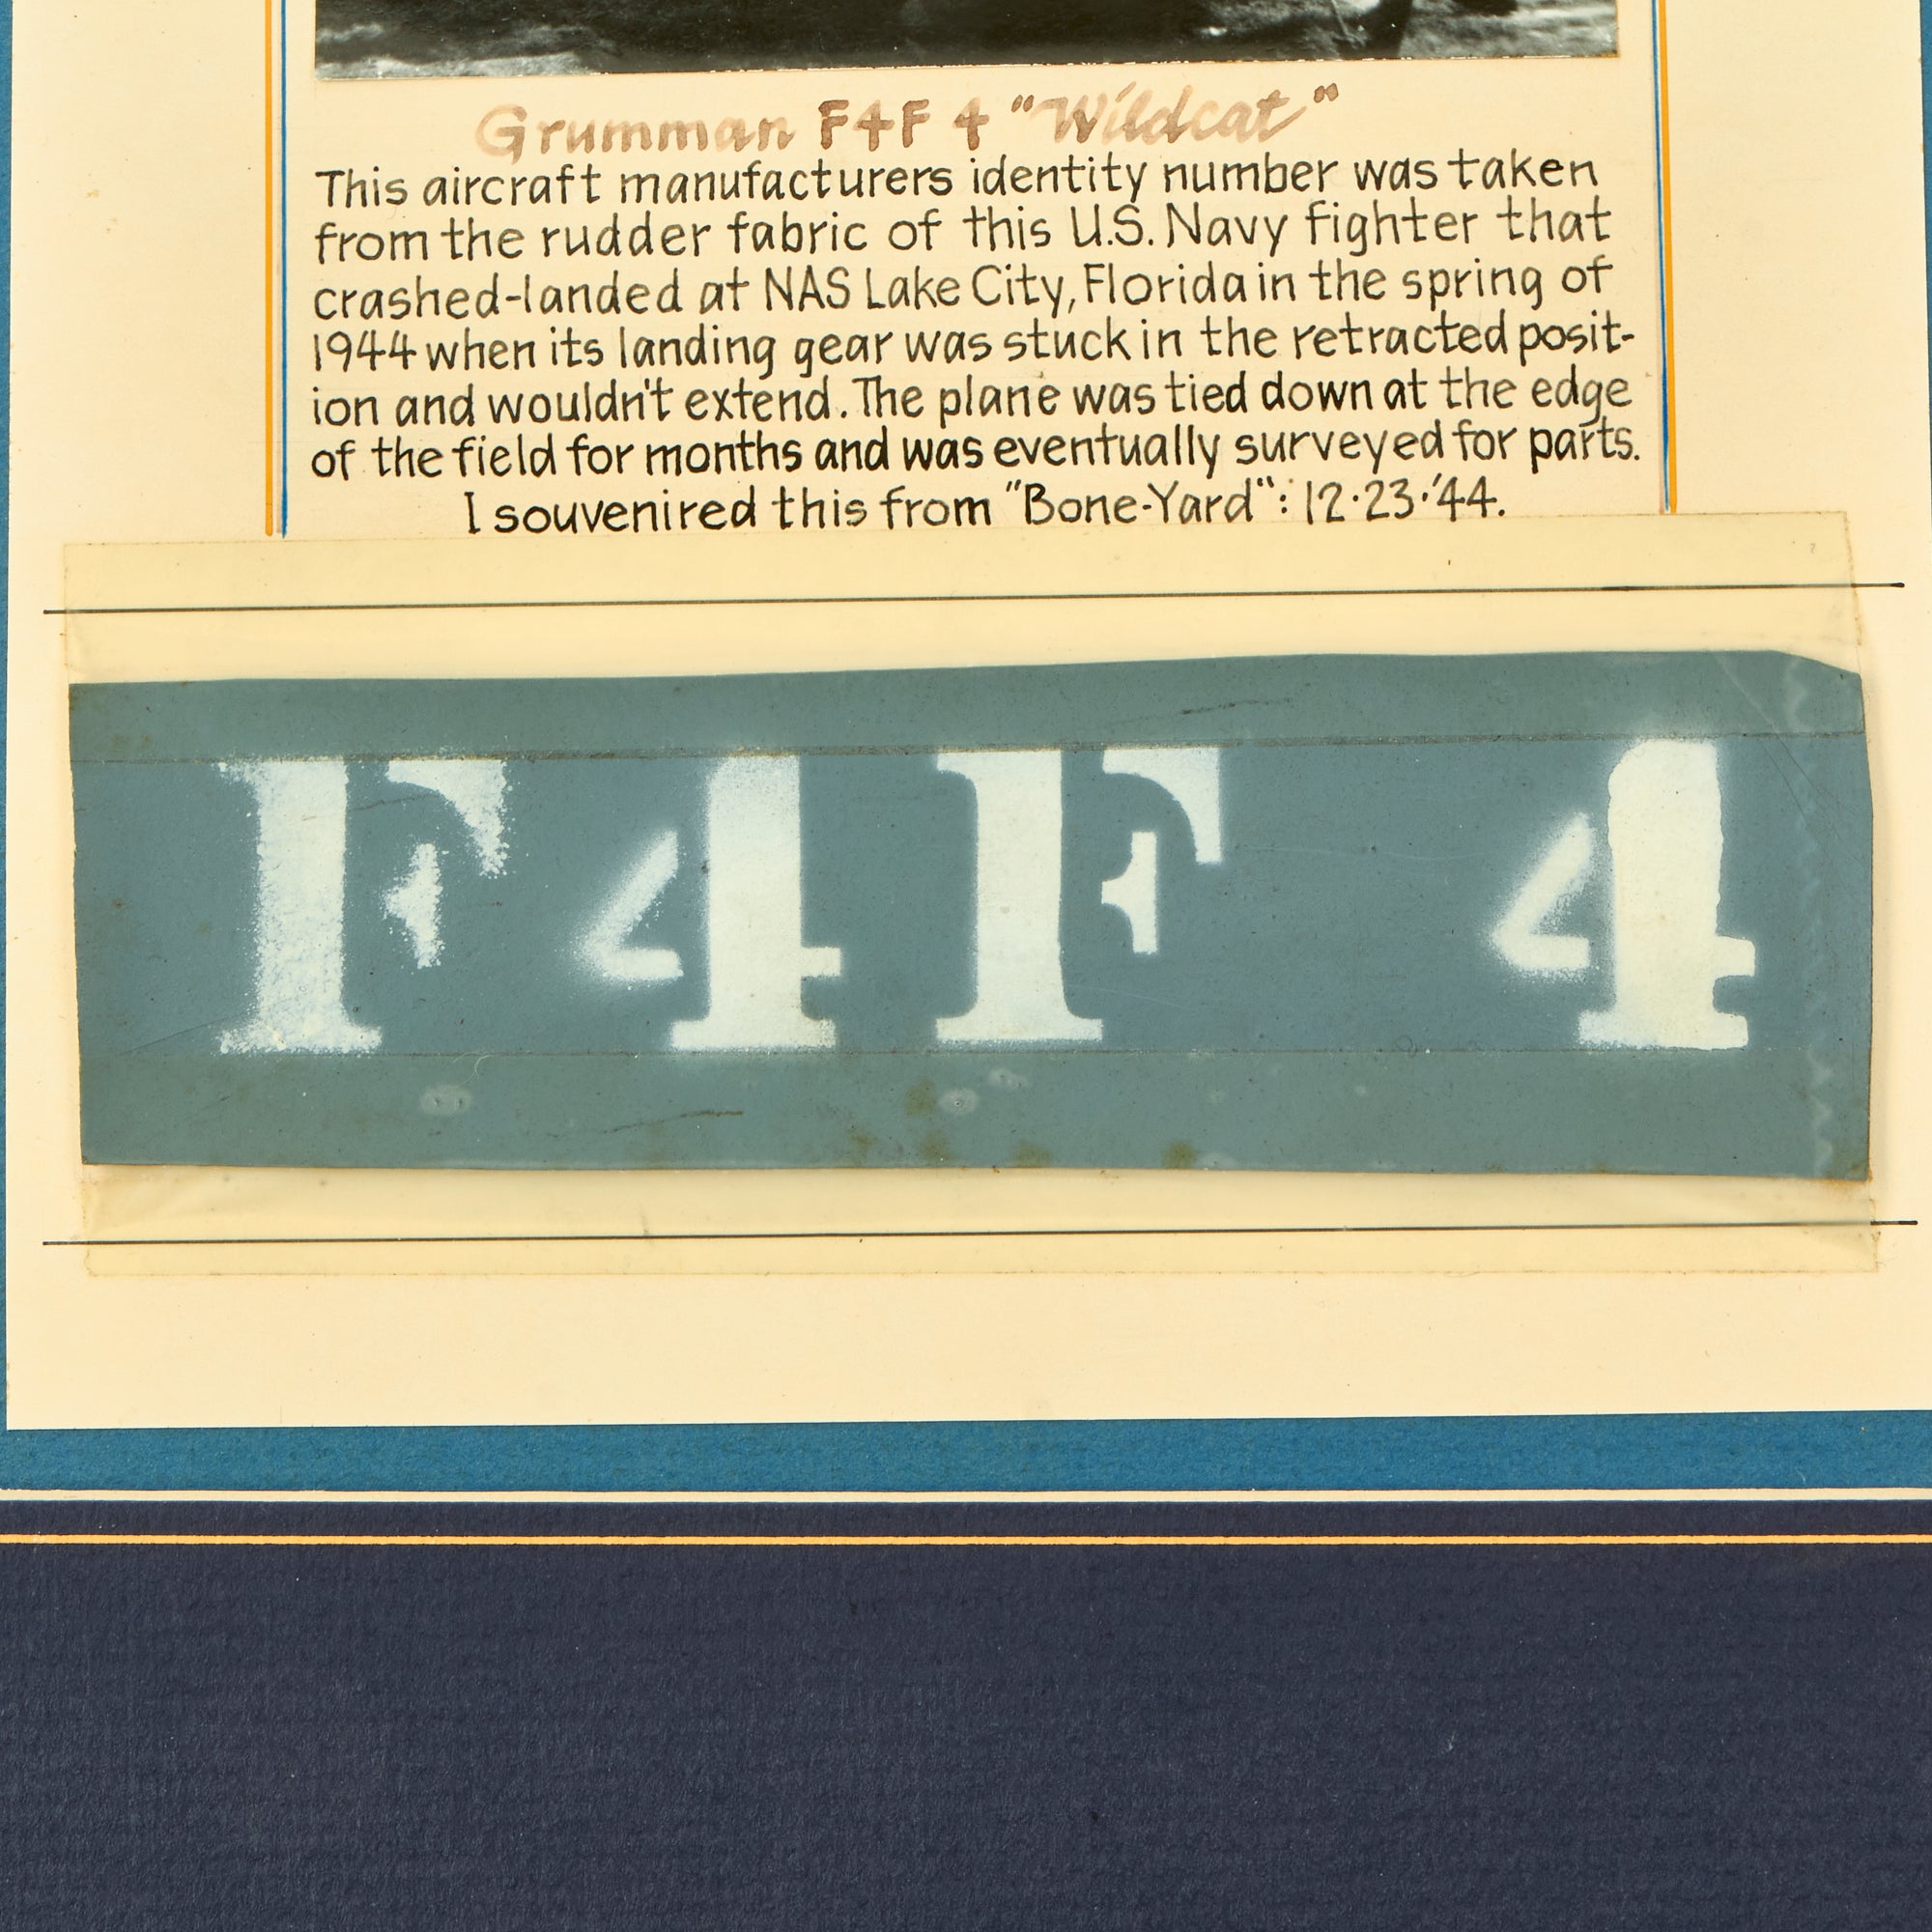 Grumman F4F 4 "Wildcat"
This aircraft manufacturers identity number was taken
from the rudder fabric of this U.S. Navy fighter that
crashed-landed at NAS Lake City, Florida in the spring of
1944 when its landing gear was stuck in the retracted posit-
ion and wouldn't extend. The plane was tied down at the edge
of the field for months and was eventually surveyed for parts.
I souvenired this from "Bone-Yard": 12·23·'44.
F4F 4